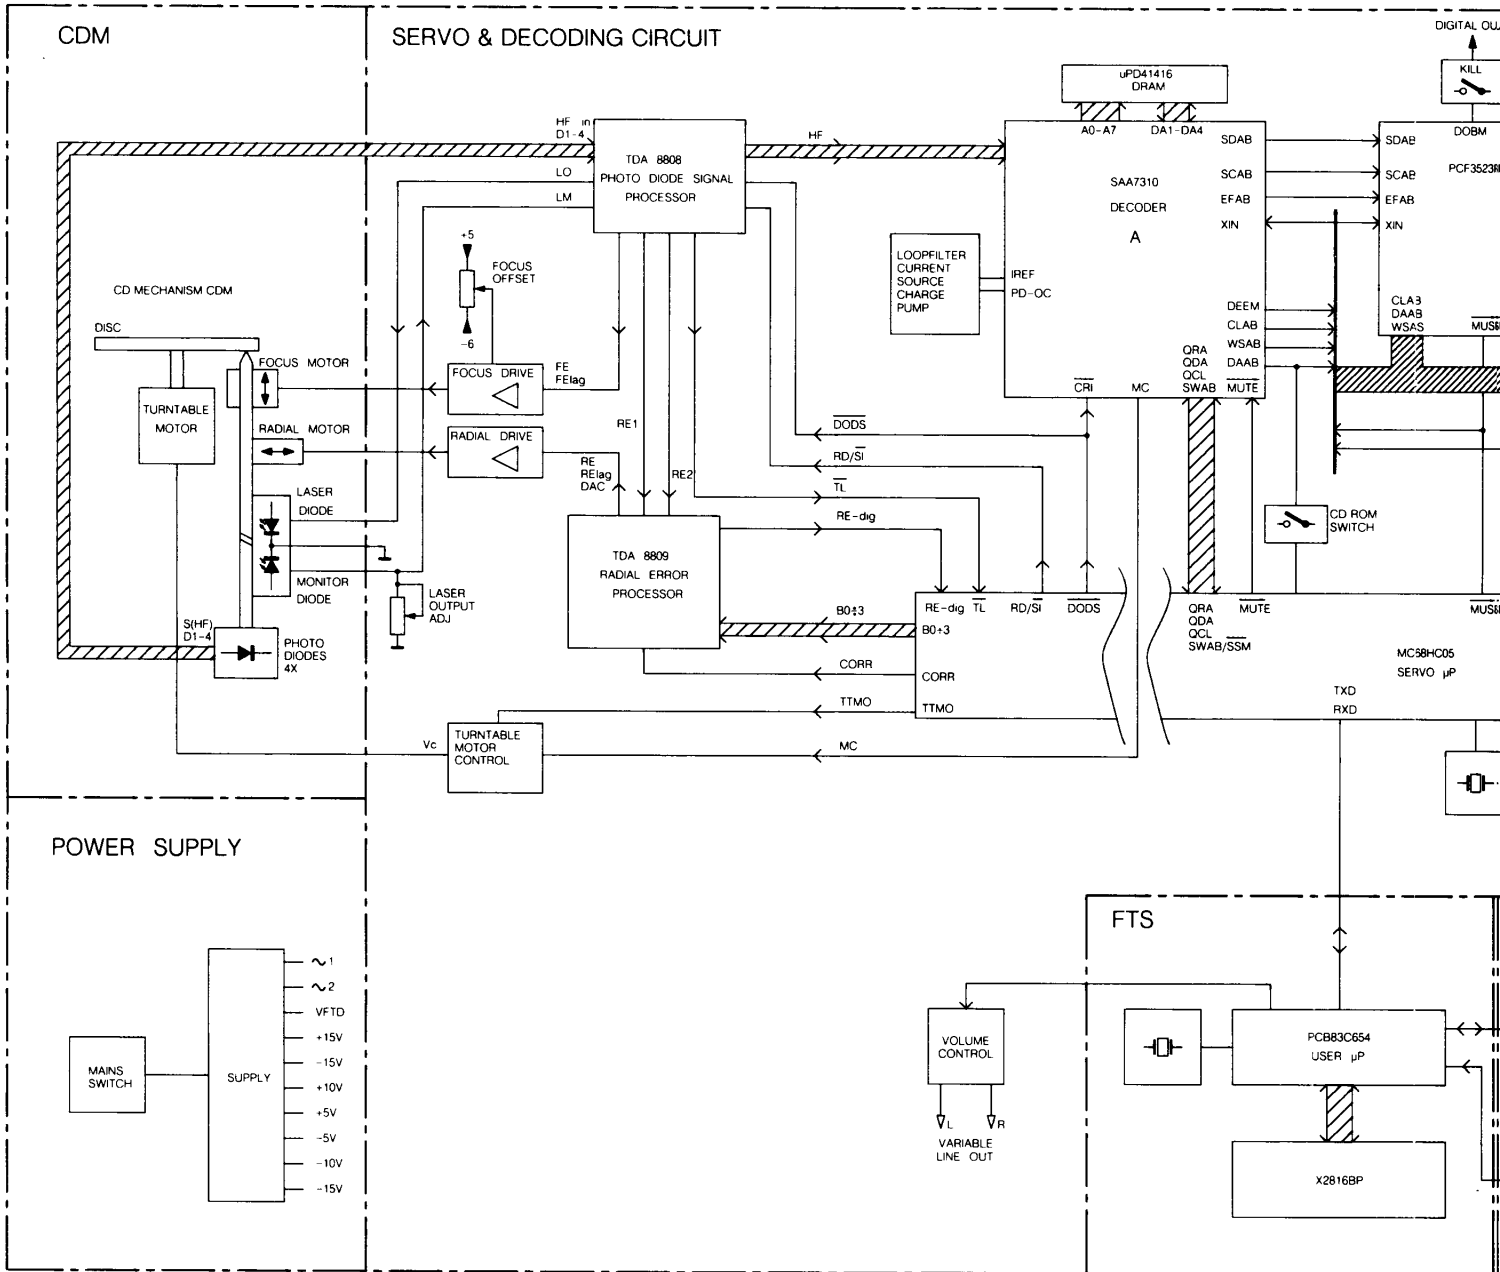 CDM
SERVO & DECODING CIRCUIT
DIGITAL
KILL
uPD41416
DRAM
A0-A7 DA1-DA4
HF in
D1-4
TDA 8808
PHOTO DIODE SIGNAL
PROCESSOR
HF
LO
LM
SAA7310
DECODER
A
SDAB
SCAB
EFAB
XIN
DOBM
SDAB
SCAB
EFAB
XIN
LOOPFILTER
CURRENT
SOURCE
CHARGE
PUMP
IREF
PD-OC
+5
FOCUS
OFFSET
-6
CD MECHANISM CDM
DISC
FOCUS MOTOR
TURNTABLE
MOTOR
RADIAL MOTOR
FOCUS DRIVE
FE
FElag
RADIAL DRIVE
RE
RElag
DAC
RE1
RE2
DEEM
CLAB
WSAB
DAAB
QRA
QDA
QCL
SWAB
MUTE
CRI
MC
CLAB
DAAB
WSAS
DODS
RD/SI
TL
RE-dig
CD ROM
SWITCH
LASER
DIODE
MONITOR
DIODE
LASER
OUTPUT
ADJ
TDA 8809
RADIAL ERROR
PROCESSOR
S(HF)
D1-4
PHOTO
DIODES
4X
B0÷3
CORR
TTMO
RE-dig TL RD/SI DODS
B0÷3
CORR
TTMO
QRA
QDA
QCL
SWAB/SSM
MUTE
MC68HC05
SERVO µP
TXD
RXD
Vc
TURNTABLE
MOTOR
CONTROL
MC
POWER SUPPLY
MAINS
SWITCH
SUPPLY
~1
~2
VFTD
+15V
-15V
+10V
+5V
-5V
-10V
-15V
FTS
VOLUME
CONTROL
L
R
VARIABLE
LINE OUT
PCB83C654
USER µP
X2816BP